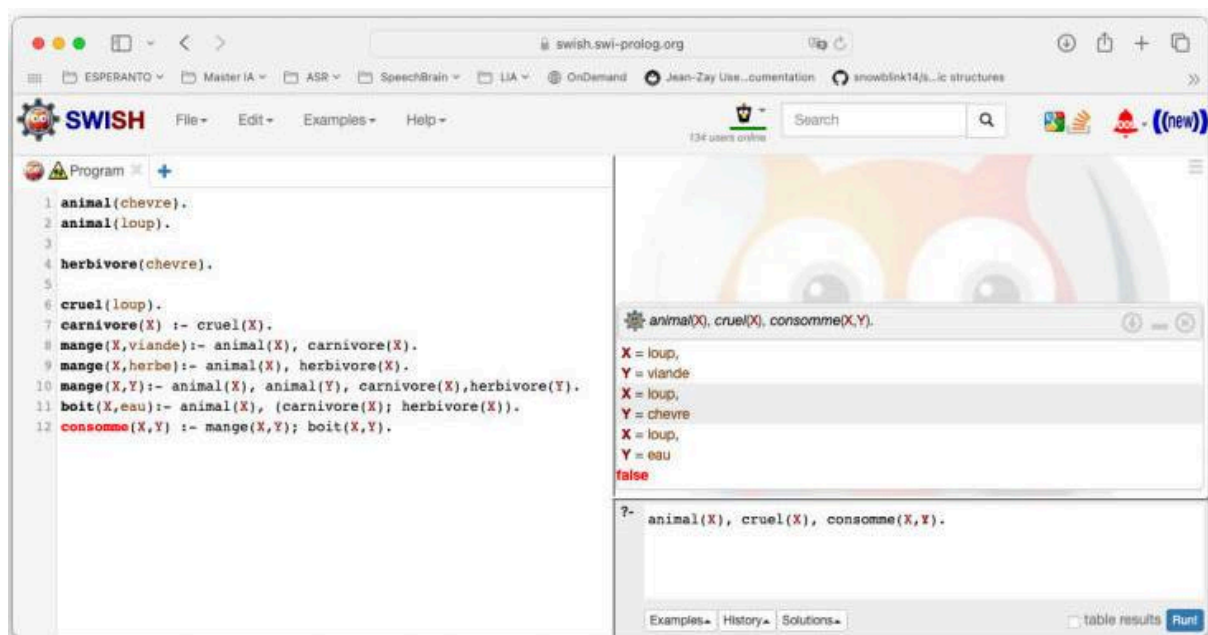 swish.swi-prolog.org
ESPERANTO Master IA ASR SpeechBrain LIA OnDemand Jean-Zay Use...cumentation snowblink14/s...ic structures
SWISH File Edit Examples Help 134 users online Search ((new))
Program
1 animal(chevre).
2 animal(loup).
3
4 herbivore(chevre).
5
6 cruel(loup).
7 carnivore(X) :- cruel(X).
8 mange(X,viande):- animal(X), carnivore(X).
9 mange(X,herbe):- animal(X), herbivore(X).
10 mange(X,Y):- animal(X), animal(Y), carnivore(X),herbivore(Y).
11 boit(X,eau):- animal(X), (carnivore(X); herbivore(X)).
12 consomme(X,Y) :- mange(X,Y); boit(X,Y).
animal(X), cruel(X), consomme(X,Y).
X = loup,
Y = viande
X = loup,
Y = chevre
X = loup,
Y = eau
false
?- animal(X), cruel(X), consomme(X,Y).
Examples History Solutions table results Run!